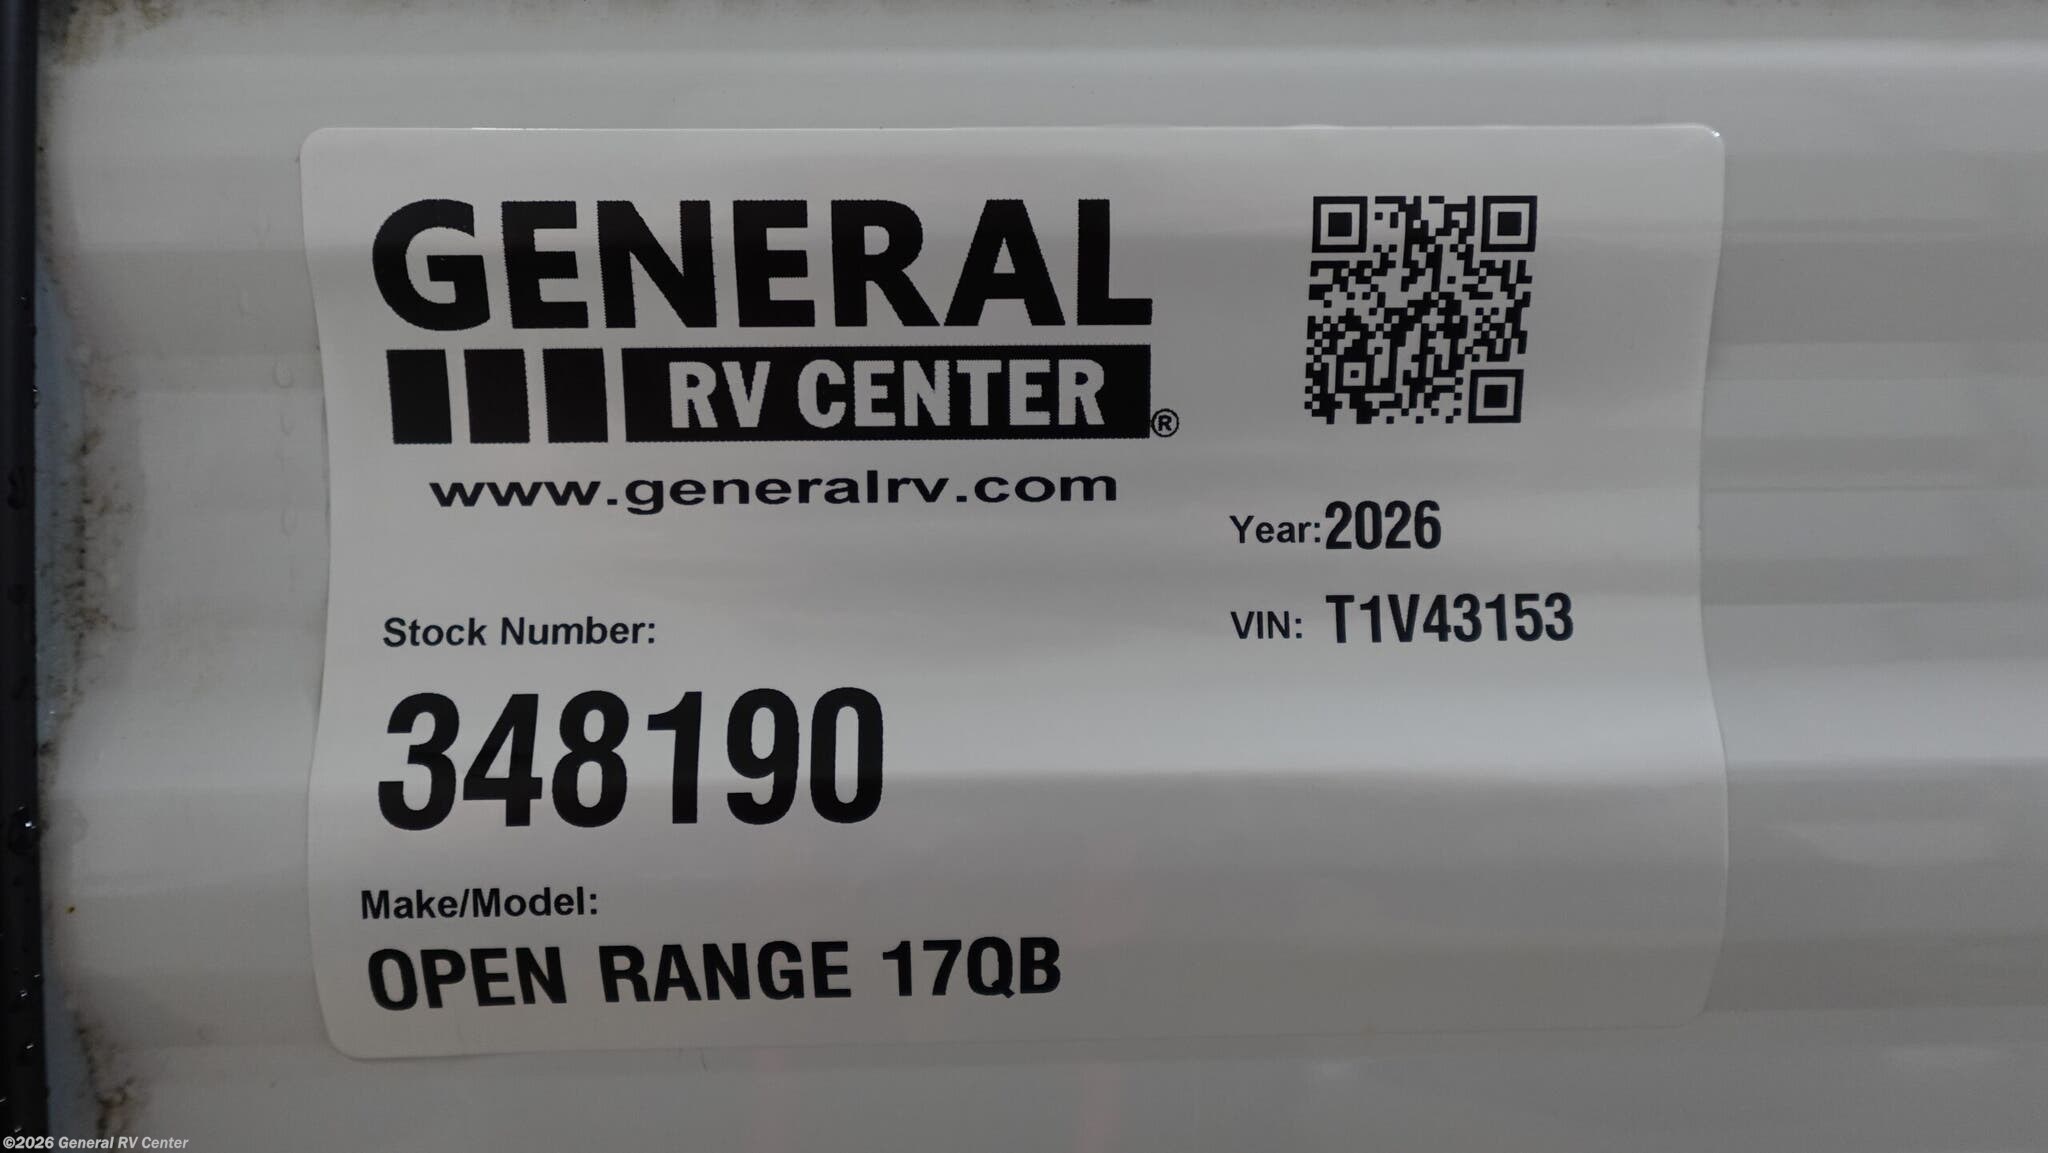 GENERAL
RV CENTER®
www.generalrv.com
Year:2026
VIN: T1V43153
Stock Number:
348190
Make/Model:
OPEN RANGE 17QB
©2026 General RV Center